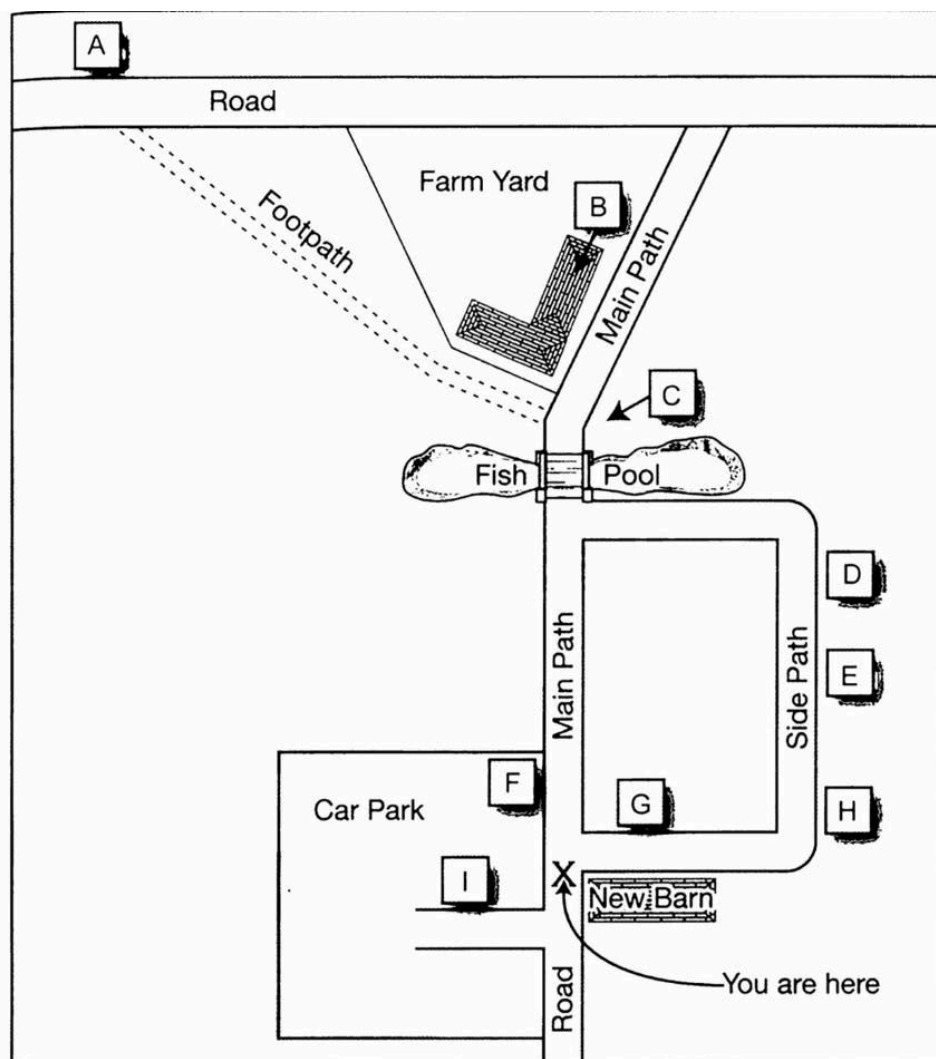 A
Road
Farm Yard
B
Footpath
Main Path
C
Fish Pool
D
Main Path
Side Path
E
F
Car Park
G
H
I
X
New Barn
You are here
Road